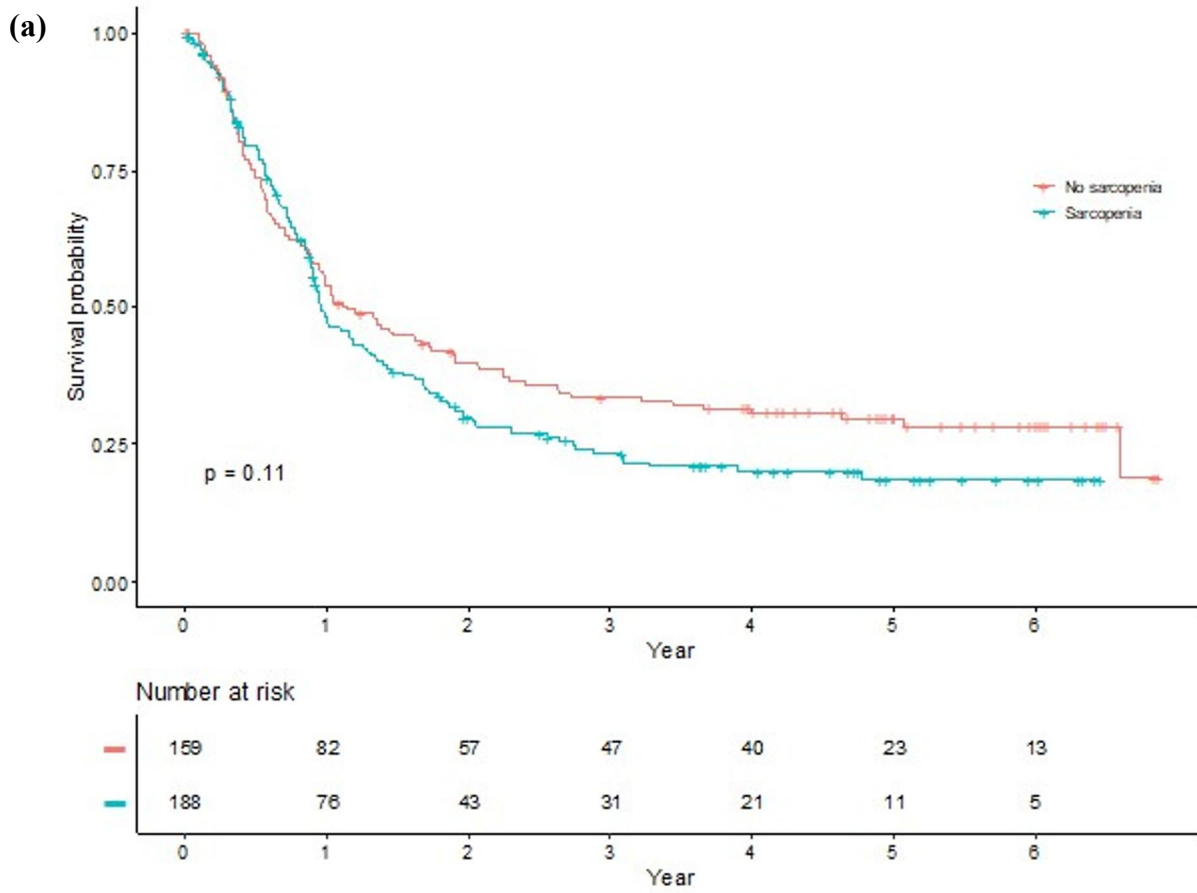 (a)
Survival probability
1.00
0.75
0.50
0.25
0.00
No sarcopenia
Sarcopenia
p = 0.11
0 1 2 3 4 5 6
Year
Number at risk
159 82 57 47 40 23 13
188 76 43 31 21 11 5
0 1 2 3 4 5 6
Year